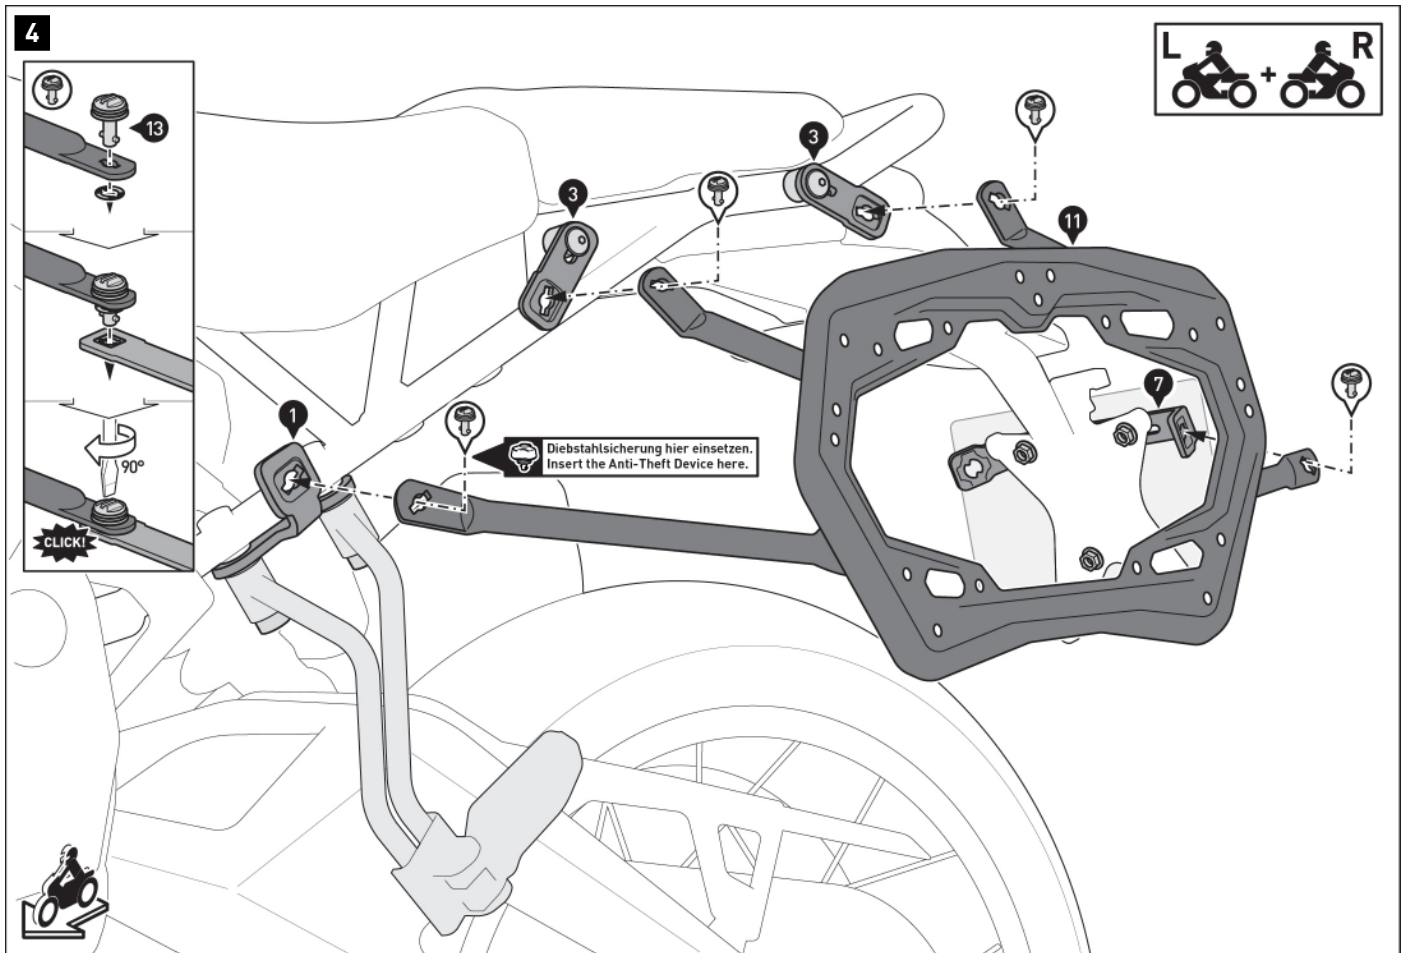 4
L + R
13
3
3
11
7
1
Diebstahlsicherung hier einsetzen.
Insert the Anti-Theft Device here.
90°
CLICK!